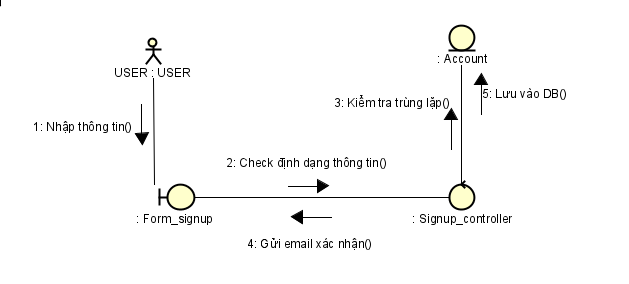 : Account
USER : USER
5: Lưu vào DB()
3: Kiểm tra trùng lặp()
1: Nhập thông tin()
2: Check định dạng thông tin()
: Form_signup
: Signup_controller
4: Gửi email xác nhận()